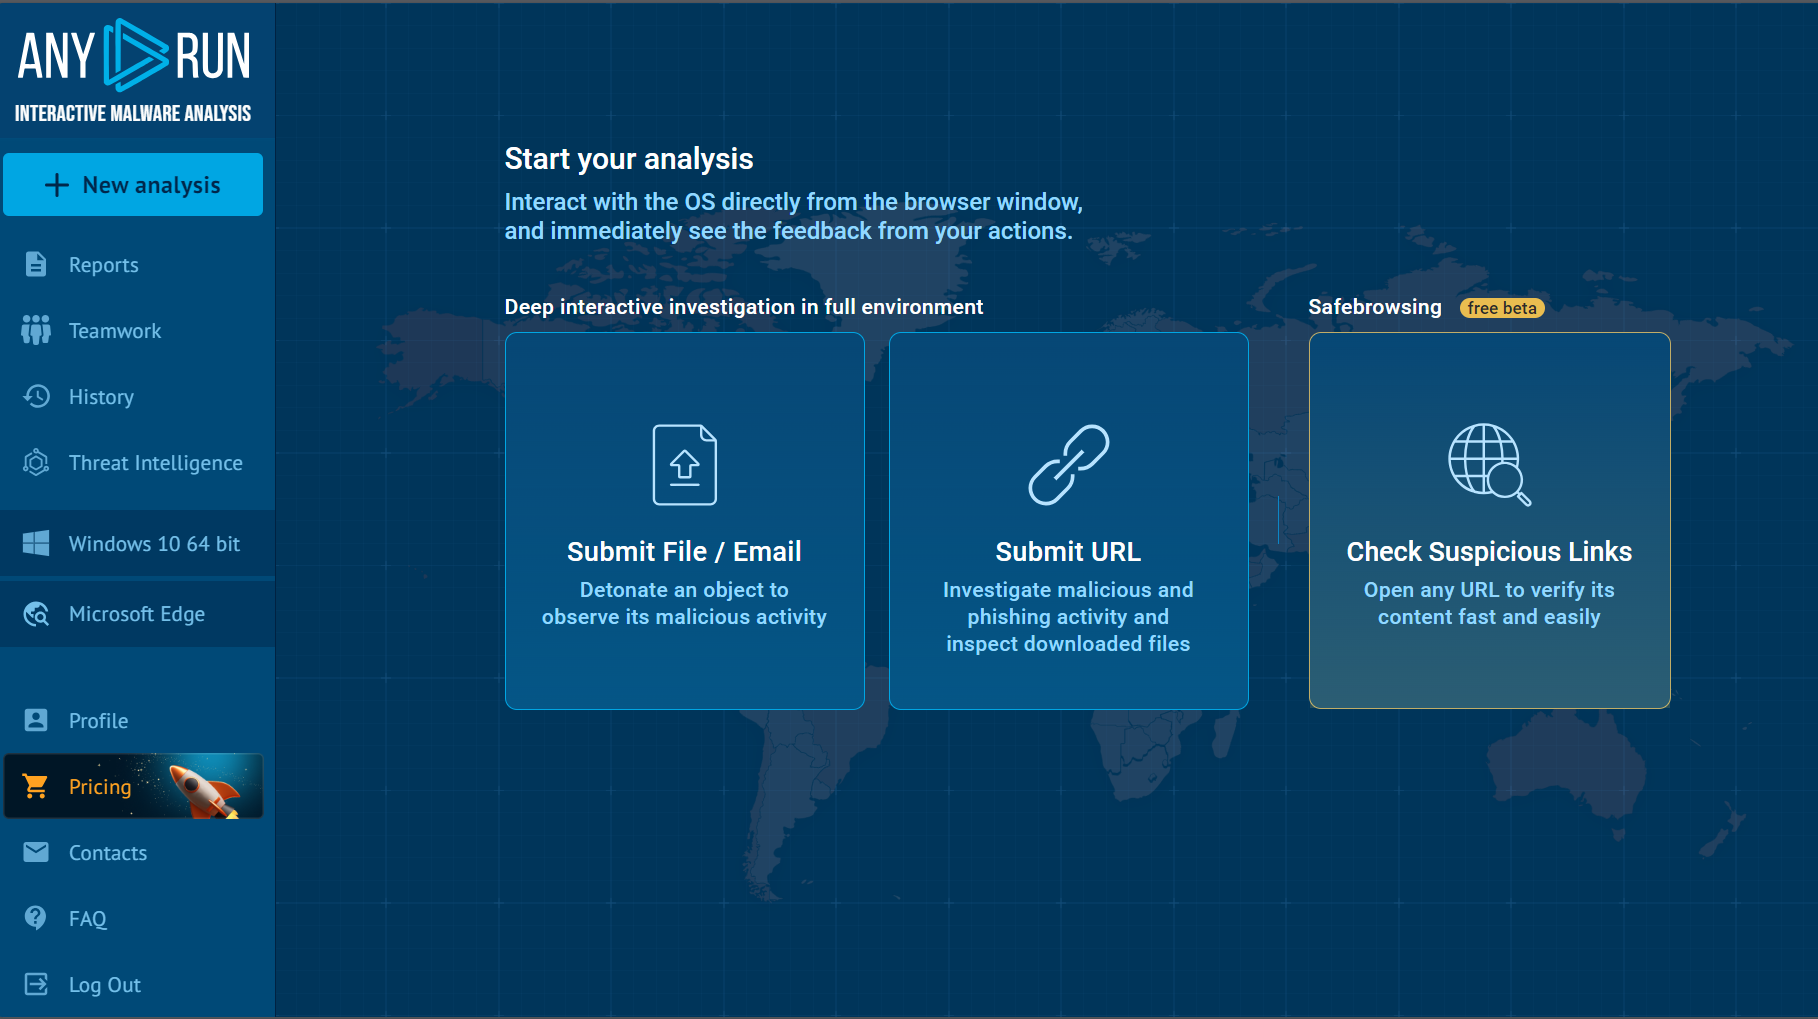 ANY RUN
INTERACTIVE MALWARE ANALYSIS
New analysis
Reports
Teamwork
History
Threat Intelligence
Windows 10 64 bit
Microsoft Edge
Profile
Pricing
Contacts
FAQ
Log Out
Start your analysis
Interact with the OS directly from the browser window,
and immediately see the feedback from your actions.
Deep interactive investigation in full environment
Submit File / Email
Detonate an object to
observe its malicious activity
Submit URL
Investigate malicious and
phishing activity and
inspect downloaded files
Safebrowsing free beta
Check Suspicious Links
Open any URL to verify its
content fast and easily